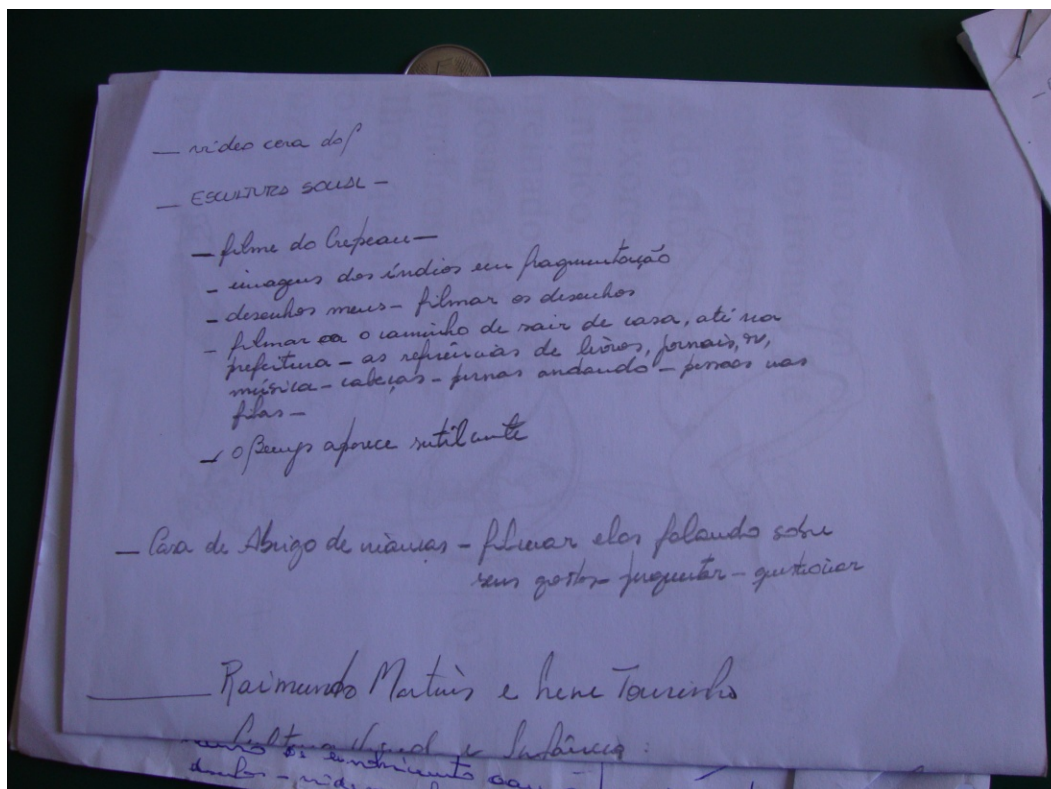 — video cera do
— ESCULTURA SOCIAL —
— filme do Crepeau —
— imagens dos índios em fragmentação
— desenhos meus — filmar os desenhos
— filmar o caminho de sair de casa, até na
prefeitura — as referências de livros, jornais, tv,
música — cabeças — pernas andando — pessoas nas
filas —
— o aparece sutilmente
— Casa de Abrigo de crianças — filmar elas falando sobre
seus gostos — perguntar — questionar
Raimundo Martins e Irene Tourinho
Cultura Visual e Infância: